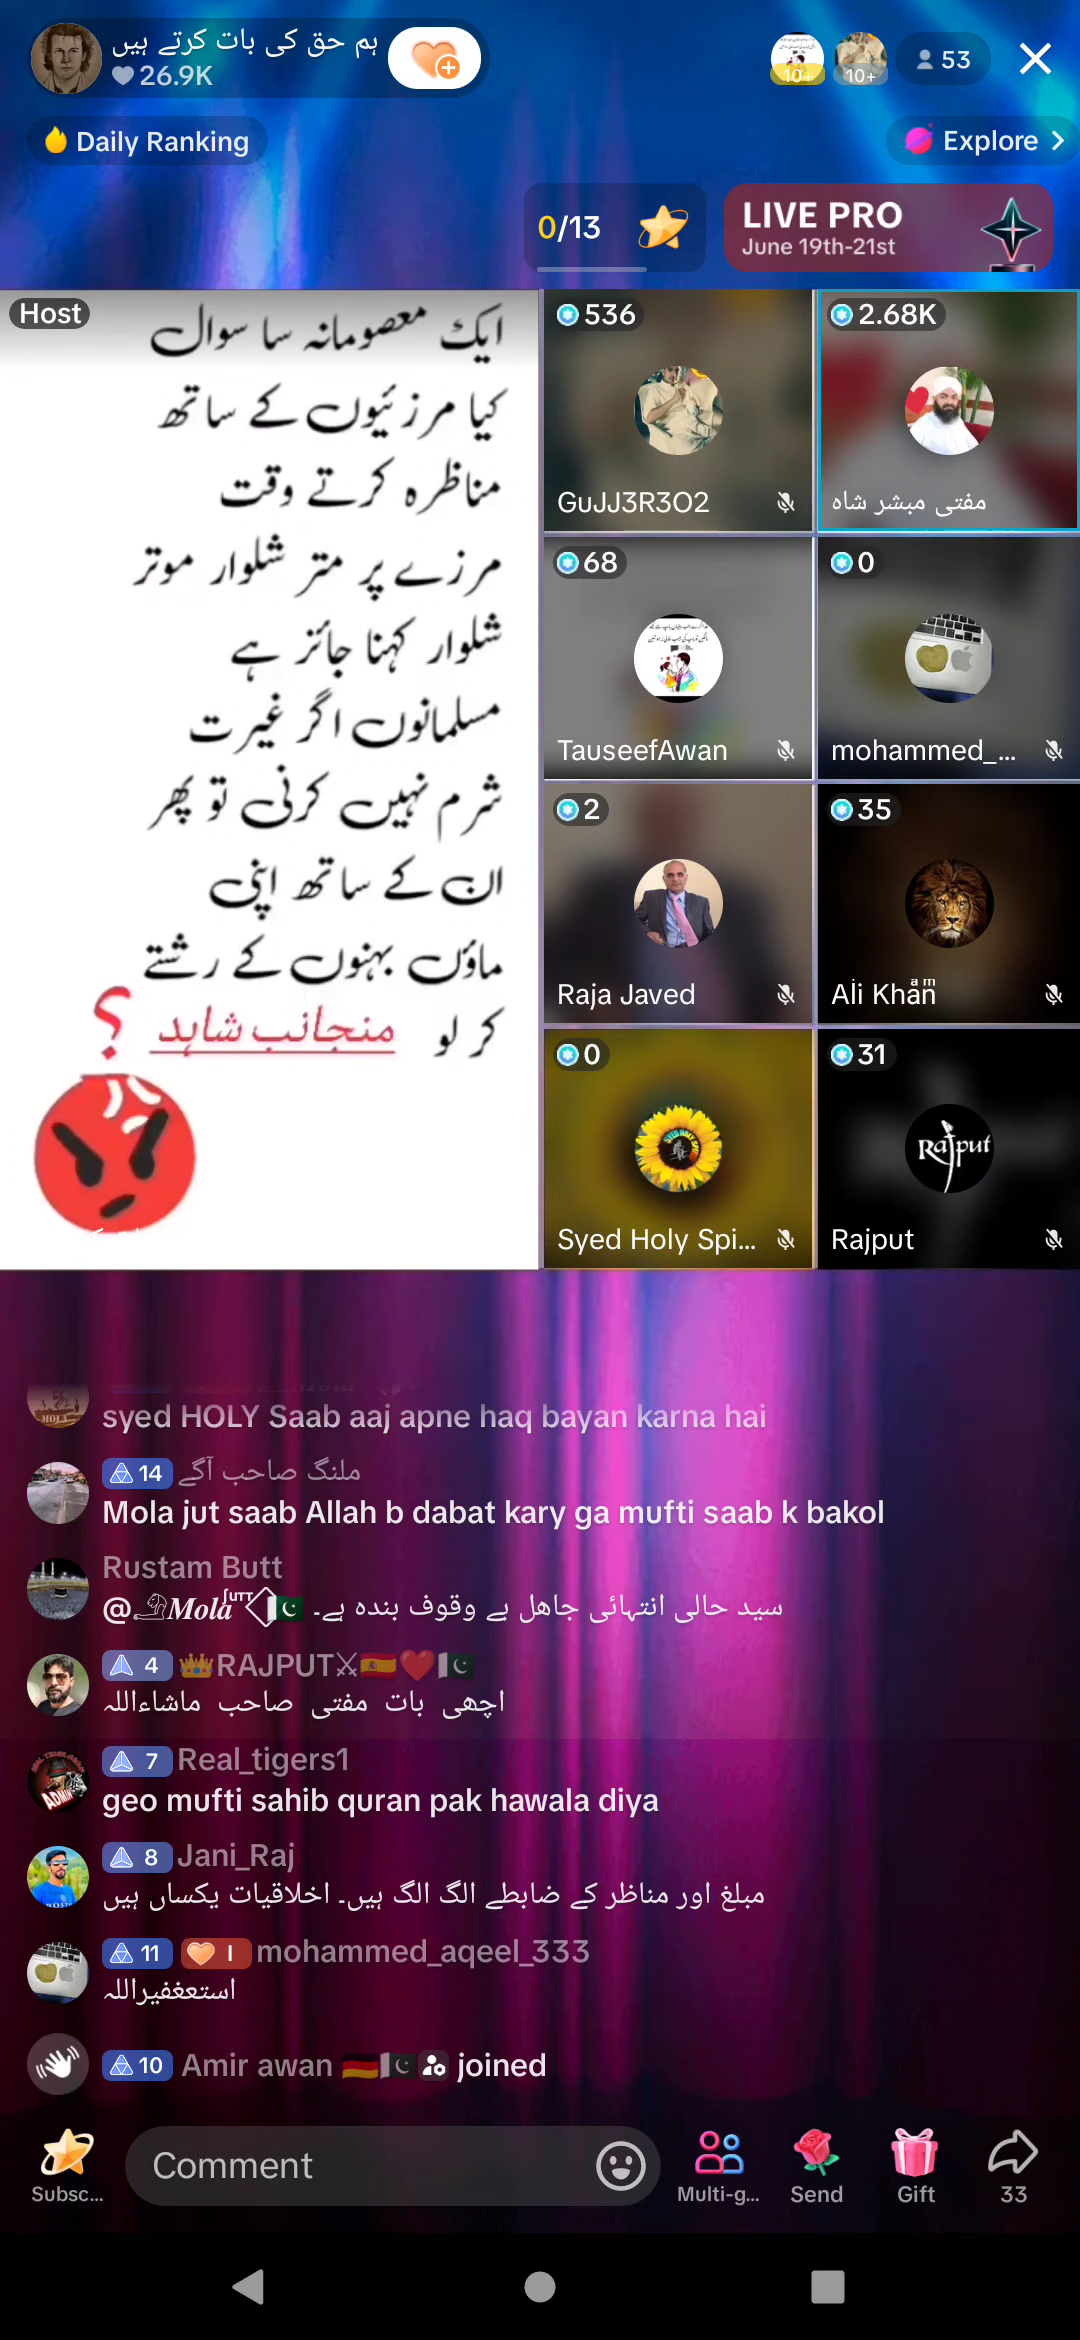 ہم حق کی بات کرتے ہیں
26.9K
10+
10+
53
Daily Ranking
Explore
0/13
LIVE PRO
June 19th-21st
Host
ایک معصومانہ سا سوال
کیا مرزئیوں کے ساتھ
مناظرہ کرتے وقت
مرزے پر متر شلوار موتر
شلوار کہنا جائز ہے
مسلمانوں اگر غیرت
شرم نہیں کرنی تو پھر
ان کے ساتھ اپنی
ماؤں بہنوں کے رشتے
کر لو منجانب شاہد ؟
536
GuJJ3R3O2
2.68K
مفتی مبشر شاہ
68
TauseefAwan
0
mohammed_...
2
Raja Javed
35
Ali Khan
0
Syed Holy Spi...
31
Rajput
Rajput
syed HOLY Saab aaj apne haq bayan karna hai
14 ملنگ صاحب آگے
Mola jut saab Allah b dabat kary ga mufti saab k bakol
Rustam Butt
@Mola سید حالی انتہائی جاھل بے وقوف بندہ ہے۔
4 RAJPUT
اچھی بات مفتی صاحب ماشاءاللہ
7 Real_tigers1
geo mufti sahib quran pak hawala diya
8 Jani_Raj
مبلغ اور مناظر کے ضابطے الگ الگ ہیں۔ اخلاقیات یکساں ہیں
11 I mohammed_aqeel_333
استعغفیراللہ
10 Amir awan joined
Comment
Subsc...
Multi-g...
Send
Gift
33